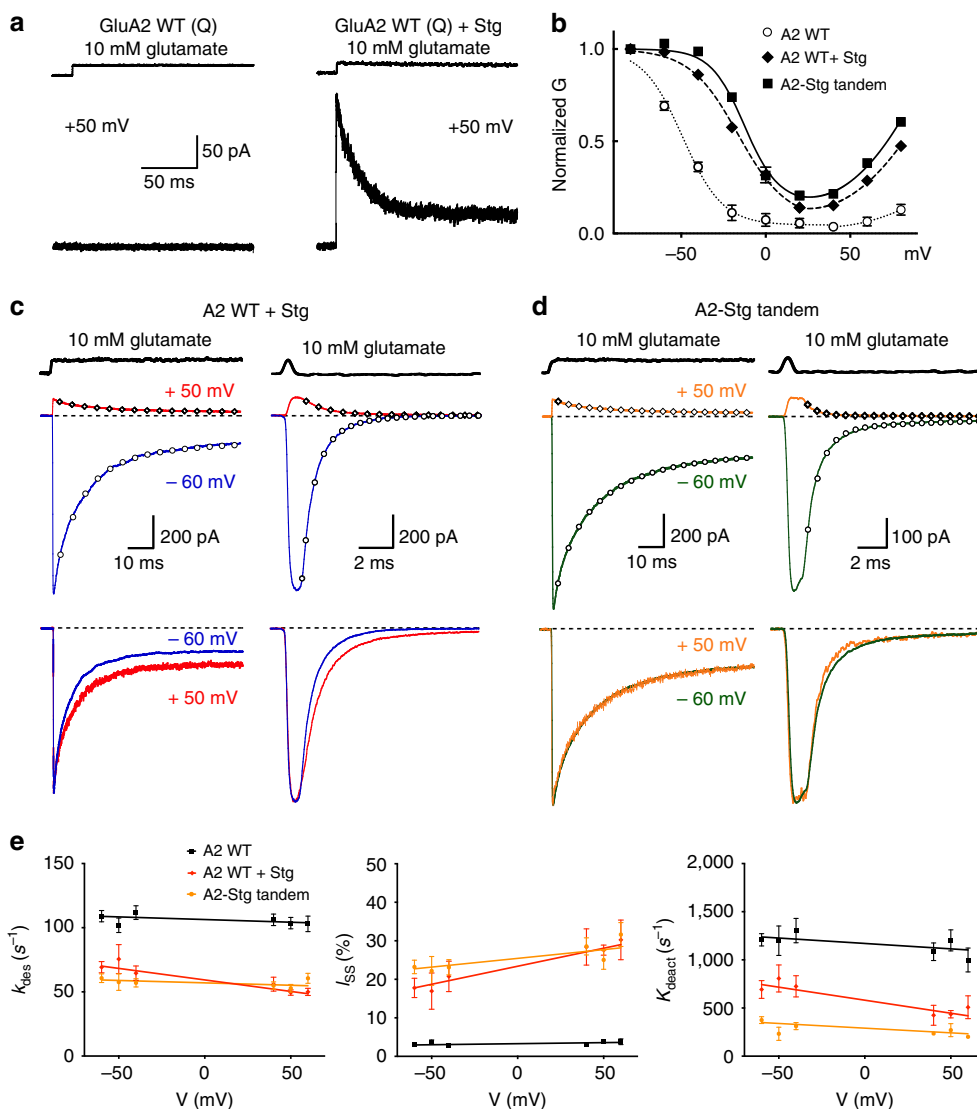 a
GluA2 WT (Q)
10 mM glutamate
+50 mV
50 pA
50 ms
GluA2 WT (Q) + Stg
10 mM glutamate
+50 mV
b
A2 WT
A2 WT+ Stg
A2-Stg tandem
Normalized G
1.0
0.5
0.0
−50
0
50
mV
c
A2 WT + Stg
10 mM glutamate
10 mM glutamate
+ 50 mV
− 60 mV
200 pA
10 ms
200 pA
2 ms
− 60 mV
+ 50 mV
d
A2-Stg tandem
10 mM glutamate
10 mM glutamate
+ 50 mV
− 60 mV
200 pA
10 ms
100 pA
2 ms
+ 50 mV
− 60 mV
e
A2 WT
A2 WT + Stg
A2-Stg tandem
kdes (s−1)
150
100
50
0
−50
0
50
V (mV)
ISS (%)
50
40
30
20
10
0
−50
0
50
V (mV)
Kdeact (s−1)
2,000
1,500
1,000
500
0
−50
0
50
V (mV)